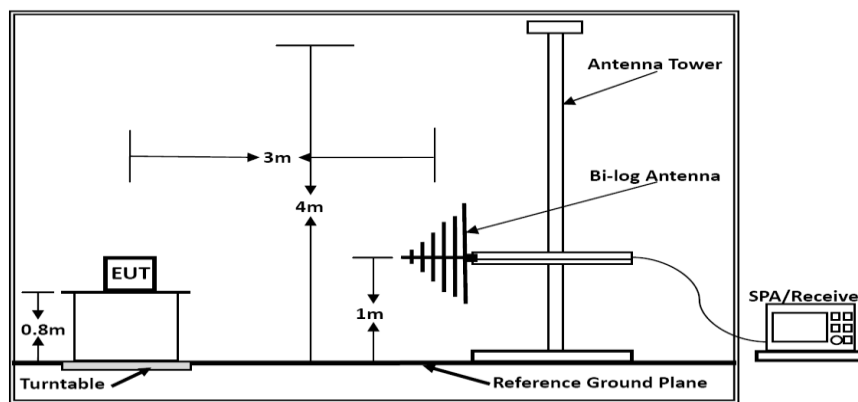 Antenna Tower
3m
Bi-log Antenna
4m
EUT
SPA/Receive
0.8m
1m
Turntable
Reference Ground Plane